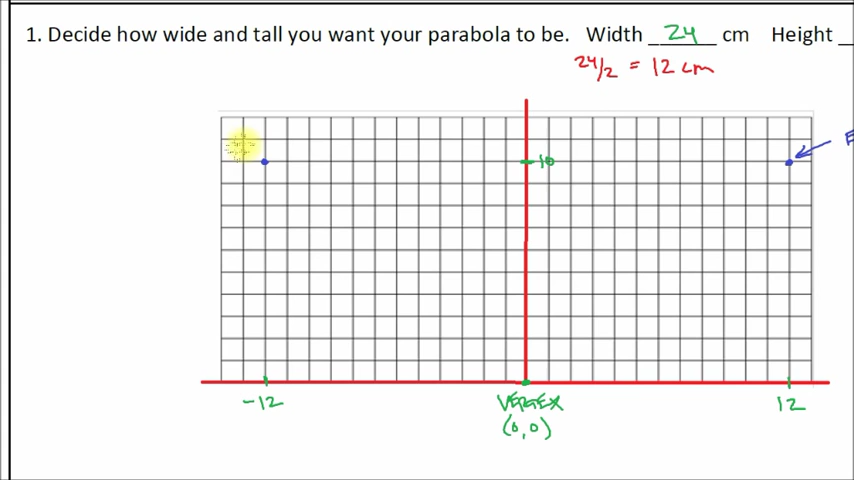 1. Decide how wide and tall you want your parabola to be. Width 24 cm Height
24/2 = 12 cm
10
-12
VERTEX
12
(0,0)